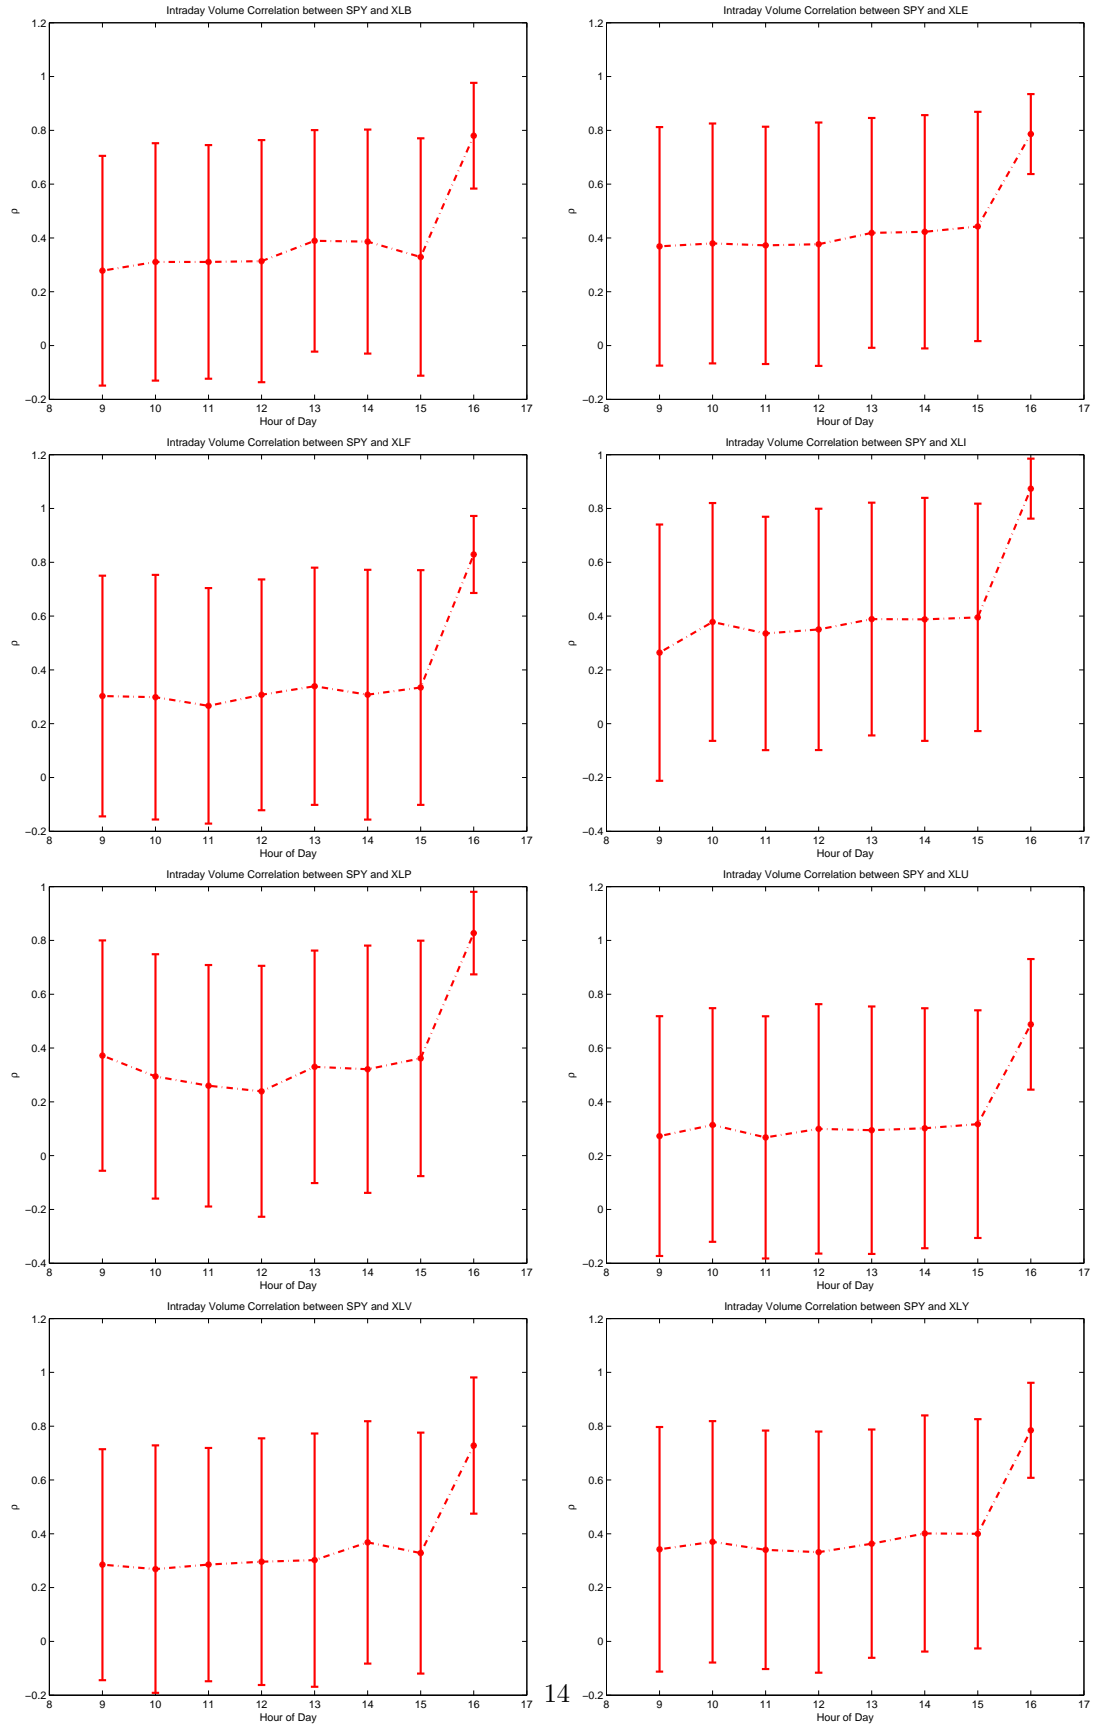 Intraday Volume Correlation between SPY and XLB
1.2
1
0.8
0.6
0.4
0.2
0
−0.2
ρ
8 9 10 11 12 13 14 15 16 17
Hour of Day
Intraday Volume Correlation between SPY and XLE
1.2
1
0.8
0.6
0.4
0.2
0
−0.2
ρ
8 9 10 11 12 13 14 15 16 17
Hour of Day
Intraday Volume Correlation between SPY and XLF
1.2
1
0.8
0.6
0.4
0.2
0
−0.2
ρ
8 9 10 11 12 13 14 15 16 17
Hour of Day
Intraday Volume Correlation between SPY and XLI
1
0.8
0.6
0.4
0.2
0
−0.2
−0.4
ρ
8 9 10 11 12 13 14 15 16 17
Hour of Day
Intraday Volume Correlation between SPY and XLP
1
0.8
0.6
0.4
0.2
0
−0.2
−0.4
ρ
8 9 10 11 12 13 14 15 16 17
Hour of Day
Intraday Volume Correlation between SPY and XLU
1.2
1
0.8
0.6
0.4
0.2
0
−0.2
ρ
8 9 10 11 12 13 14 15 16 17
Hour of Day
Intraday Volume Correlation between SPY and XLV
1.2
1
0.8
0.6
0.4
0.2
0
−0.2
ρ
8 9 10 11 12 13 14 15 16 17
Hour of Day
Intraday Volume Correlation between SPY and XLY
1.2
1
0.8
0.6
0.4
0.2
0
−0.2
ρ
8 9 10 11 12 13 14 15 16 17
Hour of Day
14